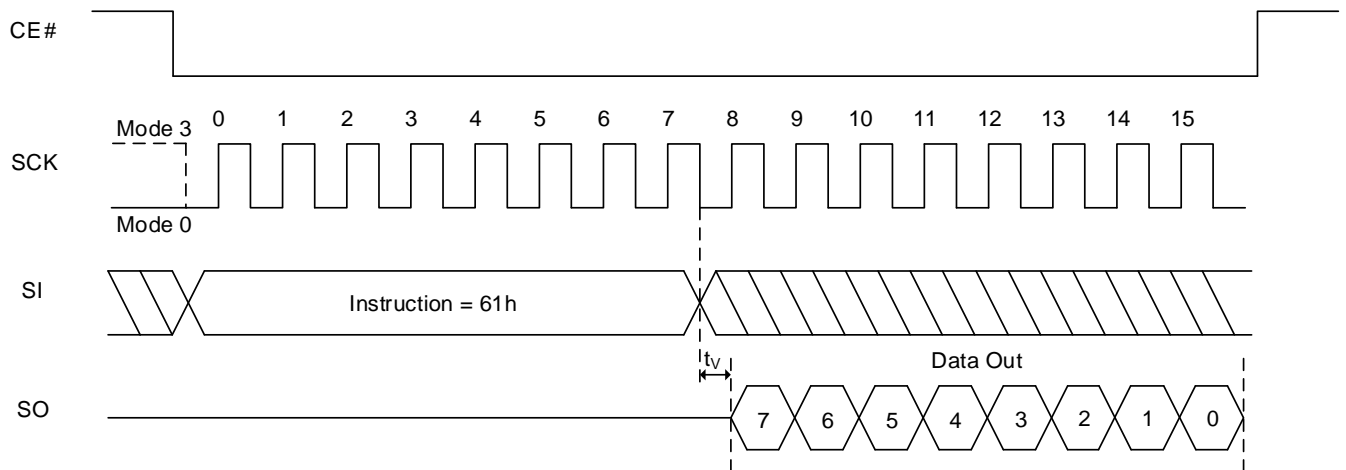 CE#
0 1 2 3 4 5 6 7 8 9 10 11 12 13 14 15
Mode 3
SCK
Mode 0
SI
Instruction = 61h
tV
Data Out
SO
7 6 5 4 3 2 1 0